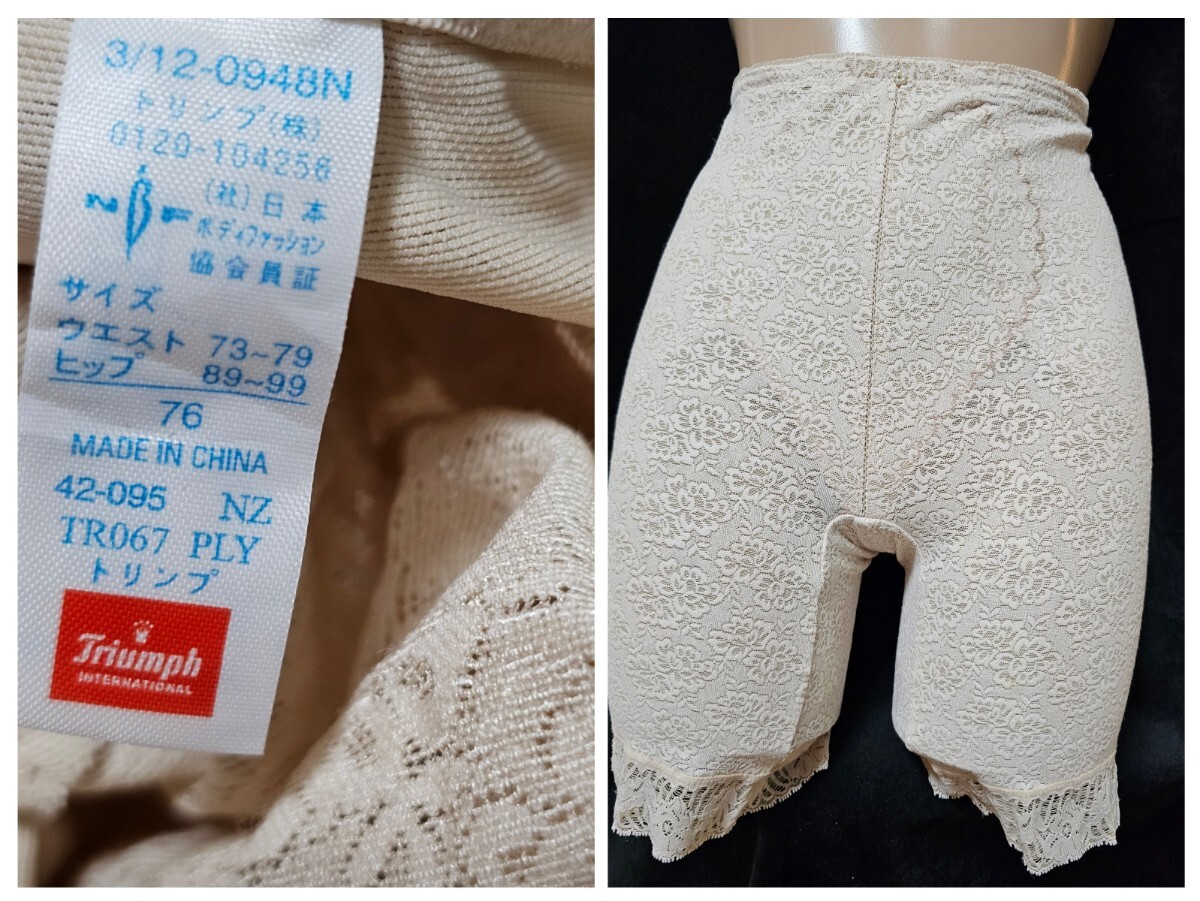 3/12-0948N
トリンプ(株)
0120-104256
NBF
(社)日本
ボディファッション
協会員証
サイズ
ウエスト 73~79
ヒップ 89~99
76
MADE IN CHINA
42-095 NZ
TR067 PLY
トリンプ
Triumph
INTERNATIONAL